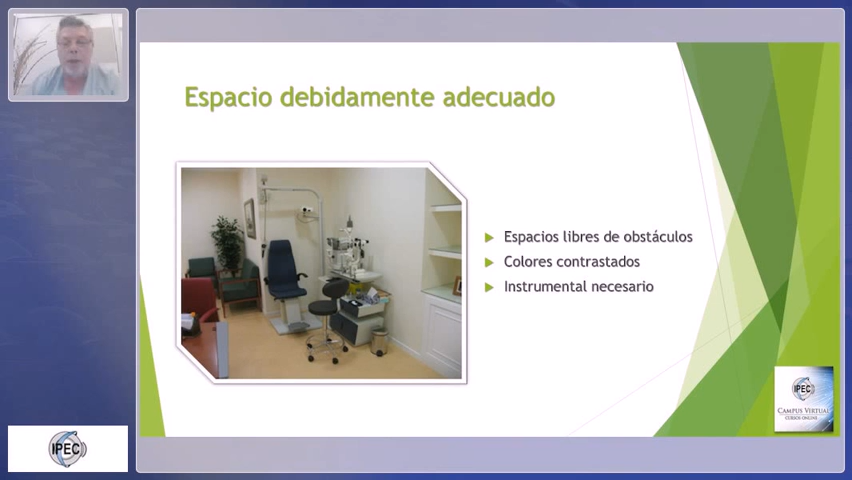 Espacio debidamente adecuado
Espacios libres de obstáculos
Colores contrastados
Instrumental necesario
IPEC
CAMPUS VIRTUAL
CURSOS ONLINE
IPEC